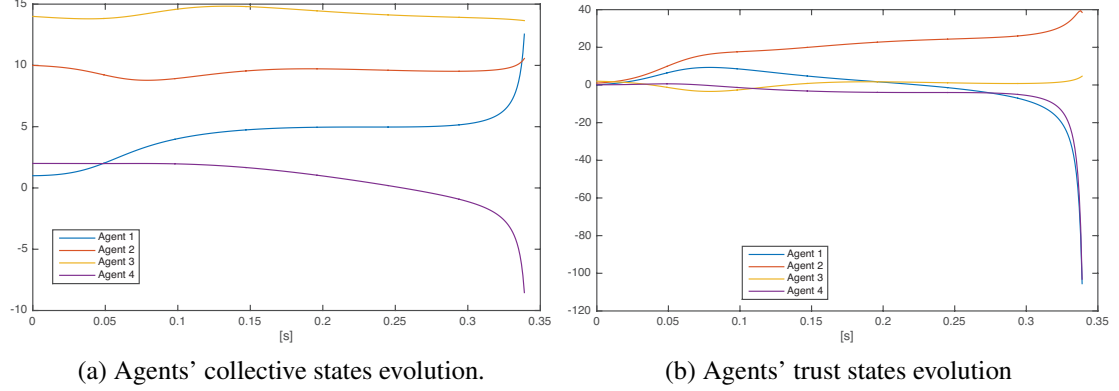 15
10
5
0
-5
-10
0
0.05
0.1
0.15
0.2
0.25
0.3
0.35
[s]
Agent 1
Agent 2
Agent 3
Agent 4
(a) Agents’ collective states evolution.
40
20
0
-20
-40
-60
-80
-100
-120
0
0.05
0.1
0.15
0.2
0.25
0.3
0.35
[s]
Agent 1
Agent 2
Agent 3
Agent 4
(b) Agents’ trust states evolution